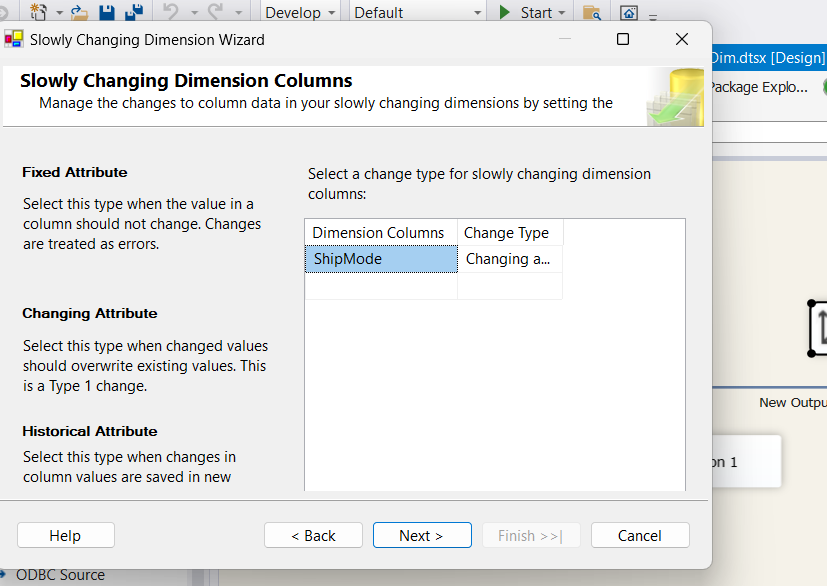 Develop
Default
Start
Slowly Changing Dimension Wizard
Dim.dtsx [Design]
Slowly Changing Dimension Columns
Manage the changes to column data in your slowly changing dimensions by setting the
Package Explo...
Fixed Attribute
Select this type when the value in a
column should not change. Changes
are treated as errors.
Changing Attribute
Select this type when changed values
should overwrite existing values. This
is a Type 1 change.
Historical Attribute
Select this type when changes in
column values are saved in new
Select a change type for slowly changing dimension
columns:
Dimension Columns Change Type
ShipMode Changing a...
New Outpu
on 1
Help < Back Next > Finish >>| Cancel
ODBC Source